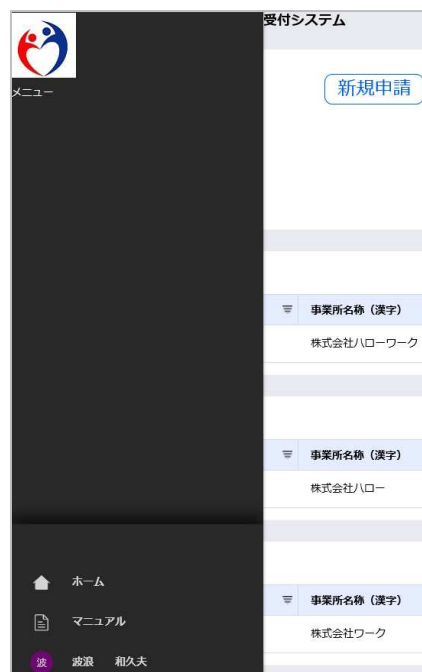 受付システム
メニュー
新規申請
事業所名称（漢字）
株式会社ハローワーク
事業所名称（漢字）
株式会社ハロー
事業所名称（漢字）
株式会社ワーク
ホーム
マニュアル
波 波浪 和久夫